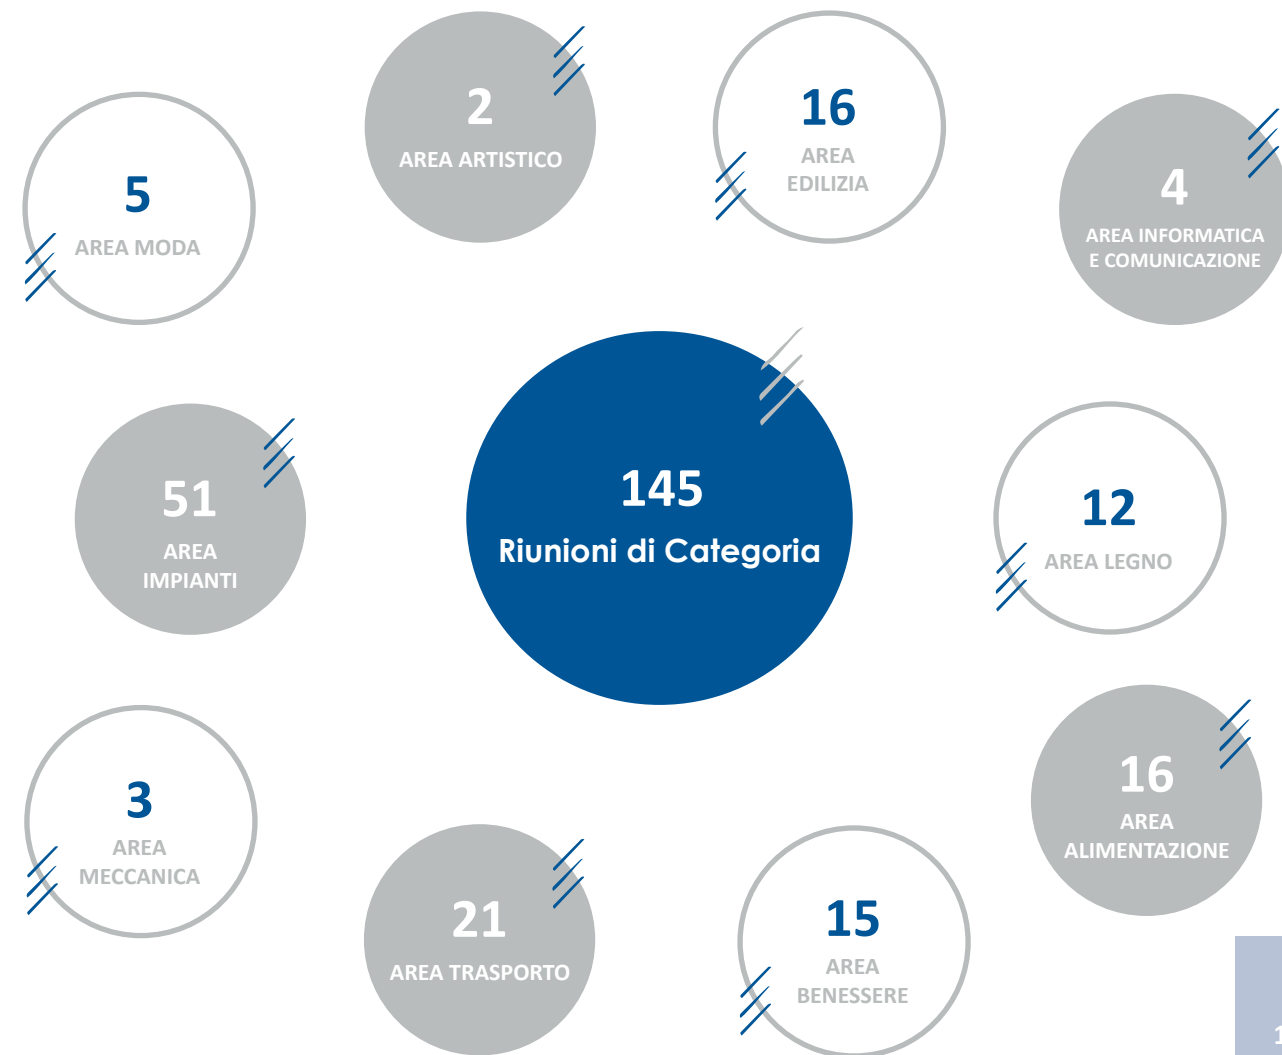 2
AREA ARTISTICO
16
AREA
EDILIZIA
5
AREA MODA
4
AREA INFORMATICA
E COMUNICAZIONE
51
AREA
IMPIANTI
145
Riunioni di Categoria
12
AREA LEGNO
3
AREA
MECCANICA
16
AREA
ALIMENTAZIONE
21
AREA TRASPORTO
15
AREA
BENESSERE